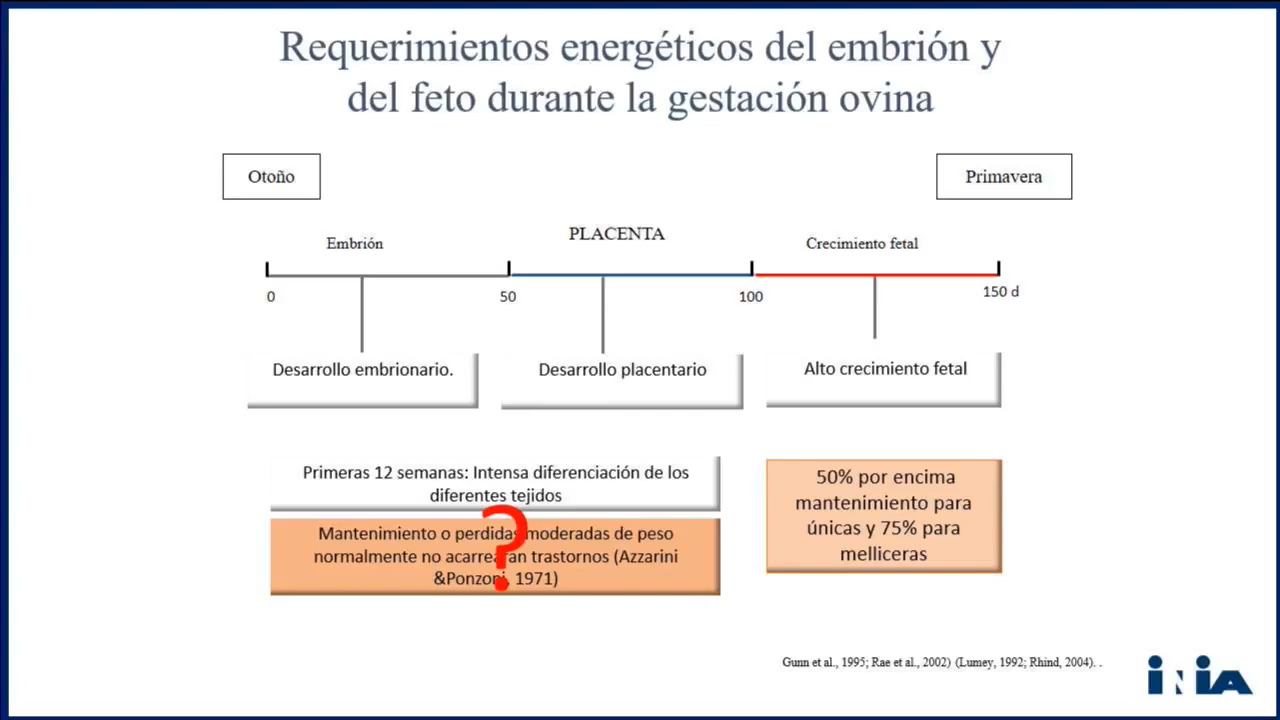 Requerimientos energéticos del embrión y
del feto durante la gestación ovina
Otoño
Primavera
Embrión
PLACENTA
Crecimiento fetal
0
50
100
150 d
Desarrollo embrionario.
Desarrollo placentario
Alto crecimiento fetal
Primeras 12 semanas: Intensa diferenciación de los
diferentes tejidos
Mantenimiento o perdidas moderadas de peso
normalmente no acarrearan trastornos (Azzarini
&Ponzoni, 1971)
?
50% por encima
mantenimiento para
únicas y 75% para
melliceras
Gunn et al., 1995; Rae et al., 2002) (Lumey, 1992; Rhind, 2004). .
INIA